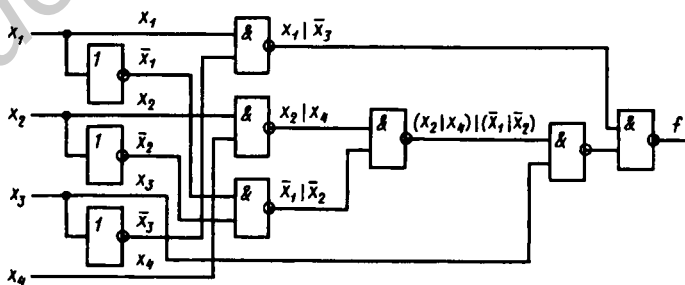 x₁ x₁ & x₁|x̄₃
1 x̄₁
x₂ x₂ & x₂|x₄ & (x₂|x₄)|(x̄₁|x̄₂) & & f
1 x̄₂
x₃ x₃ & x̄₁|x̄₂
1 x̄₃
x₄ x₄